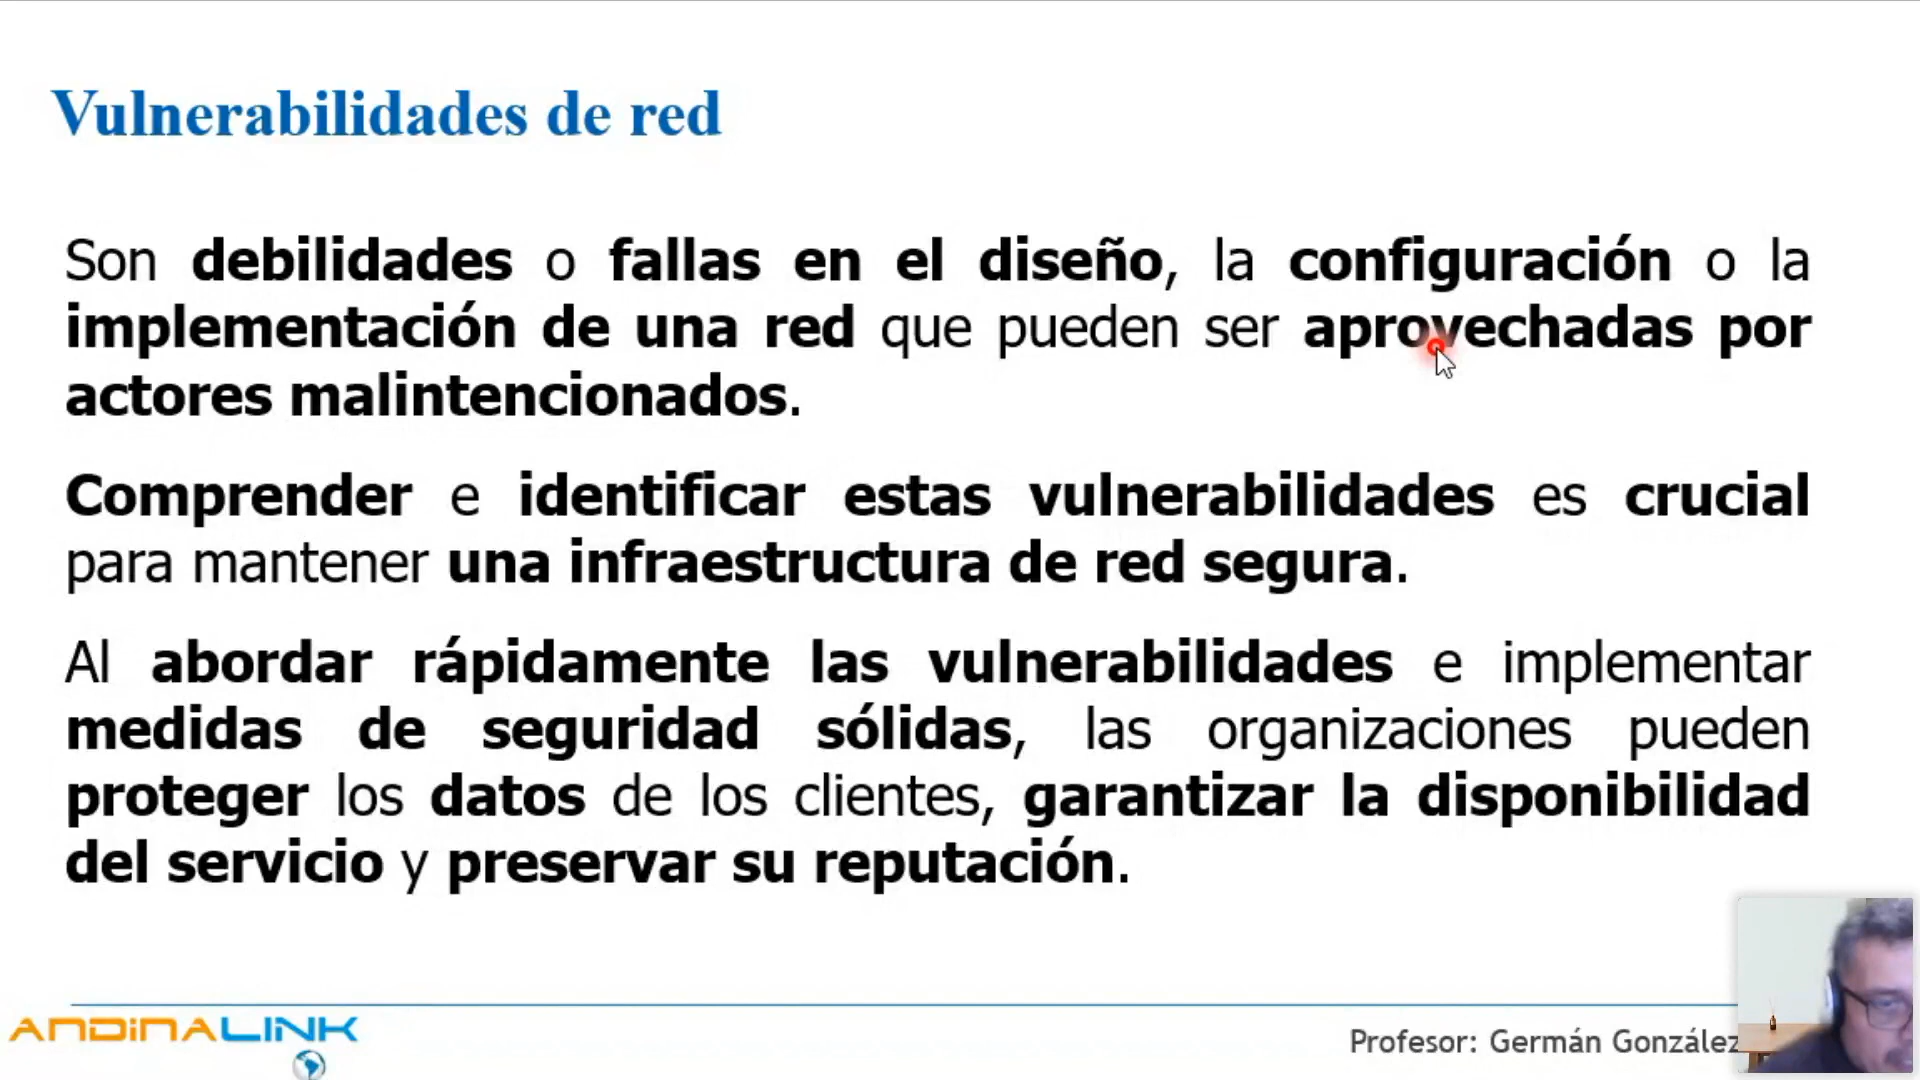 Vulnerabilidades de red
Son debilidades o fallas en el diseño, la configuración o la
implementación de una red que pueden ser aprovechadas por
actores malintencionados.
Comprender e identificar estas vulnerabilidades es crucial
para mantener una infraestructura de red segura.
Al abordar rápidamente las vulnerabilidades e implementar
medidas de seguridad sólidas, las organizaciones pueden
proteger los datos de los clientes, garantizar la disponibilidad
del servicio y preservar su reputación.
ANDINALINK
Profesor: Germán González